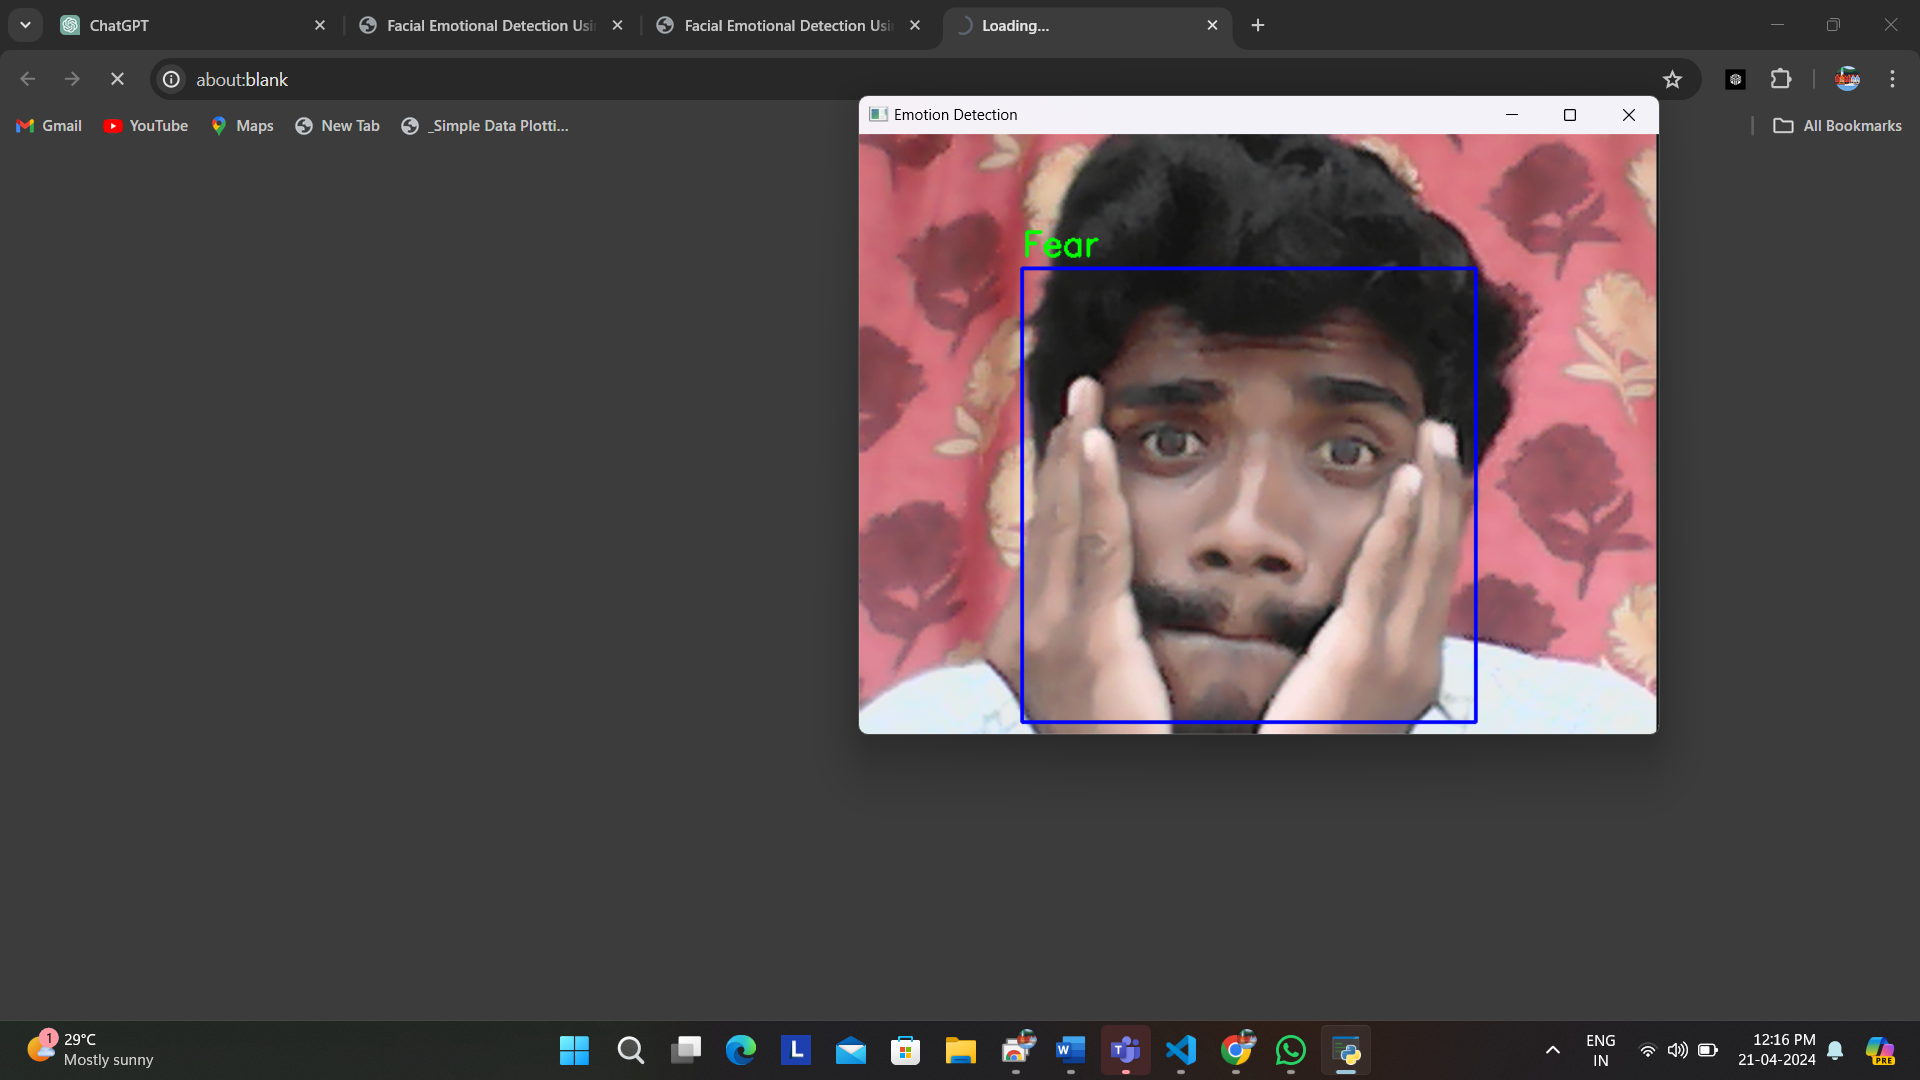 ChatGPT
Facial Emotional Detection Usi
Facial Emotional Detection Usi
Loading...
about:blank
Gmail
YouTube
Maps
New Tab
_Simple Data Plotti...
All Bookmarks
Emotion Detection
Fear
1
29°C
Mostly sunny
L
W
T
ENG
IN
12:16 PM
21-04-2024
PRE